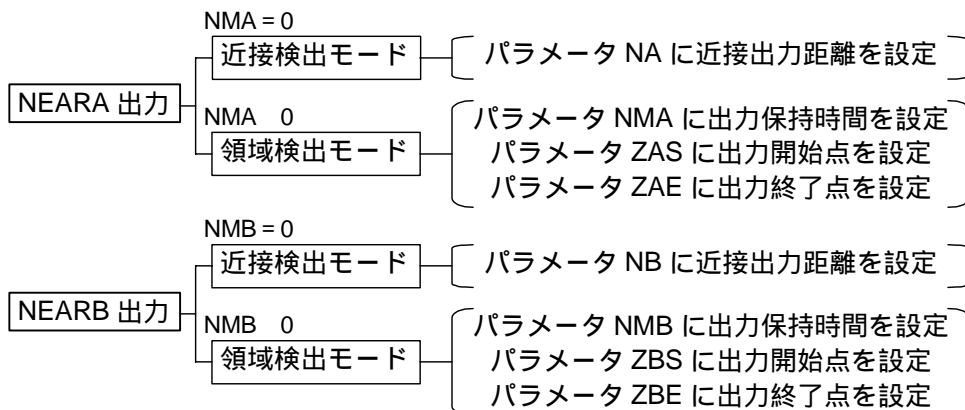 NMA = 0
近接検出モード
パラメータ NA に近接出力距離を設定
NEARA 出力
NMA 0
領域検出モード
パラメータ NMA に出力保持時間を設定
パラメータ ZAS に出力開始点を設定
パラメータ ZAE に出力終了点を設定
NMB = 0
近接検出モード
パラメータ NB に近接出力距離を設定
NEARB 出力
NMB 0
領域検出モード
パラメータ NMB に出力保持時間を設定
パラメータ ZBS に出力開始点を設定
パラメータ ZBE に出力終了点を設定